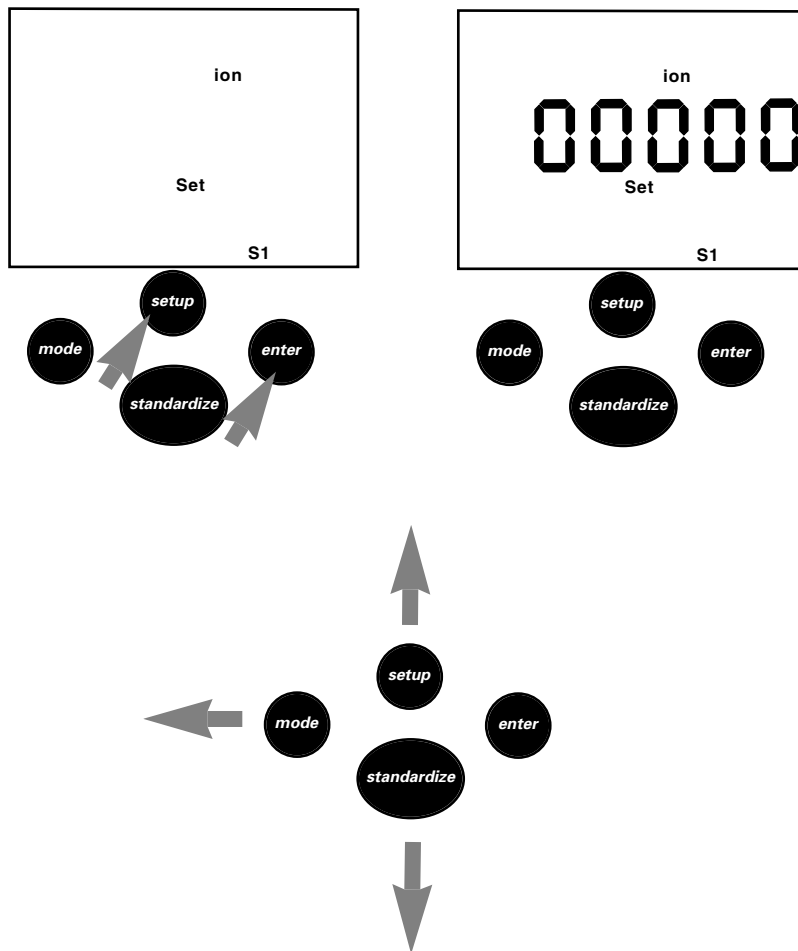 ion
Set
S1
setup
mode
enter
standardize
ion
00000
Set
S1
setup
mode
enter
standardize
setup
mode
enter
standardize